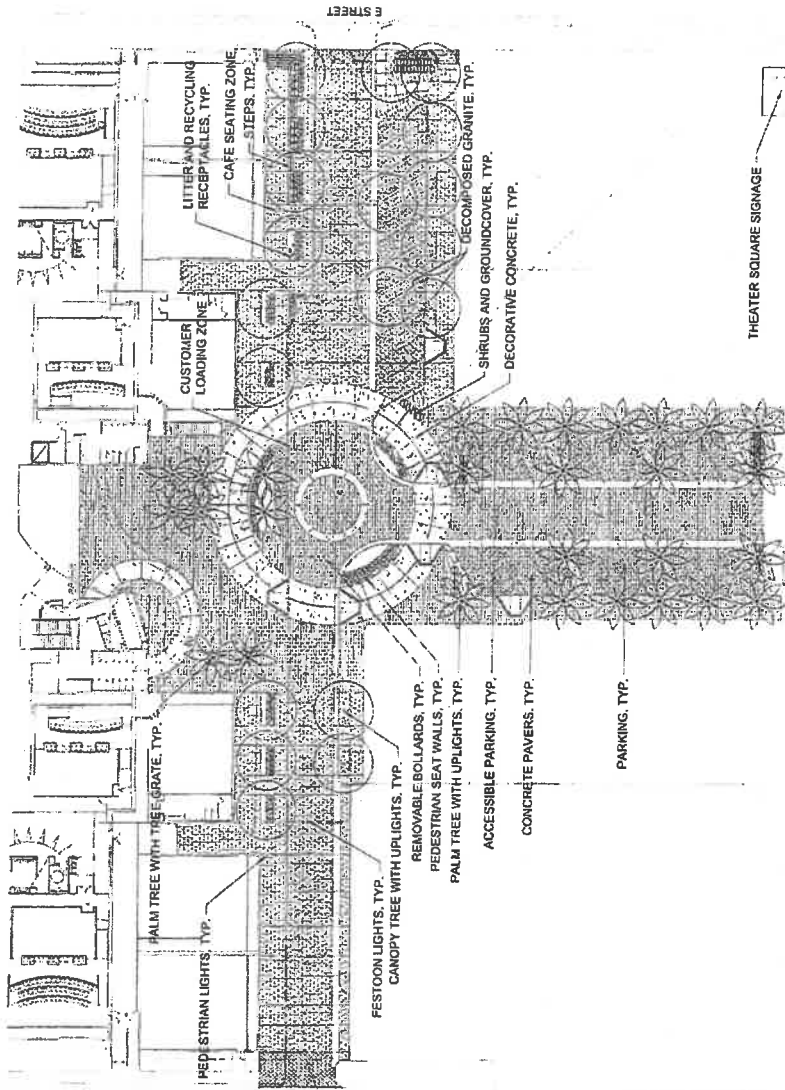 E STREET
LITTER AND RECYCLING
RECEPTACLES, TYP.
CAFE SEATING ZONE
STEPS, TYP.
CUSTOMER
LOADING ZONE
DECOMPOSED GRANITE, TYP.
SHRUBS AND GROUNDCOVER, TYP.
DECORATIVE CONCRETE, TYP.
THEATER SQUARE SIGNAGE
PALM TREE WITH TREE GRATE, TYP.
PEDESTRIAN LIGHTS, TYP.
FESTOON LIGHTS, TYP.
CANOPY TREE WITH UPLIGHTS, TYP.
REMOVABLE BOLLARDS, TYP.
PEDESTRIAN SEAT WALLS, TYP.
PALM TREE WITH UPLIGHTS, TYP.
ACCESSIBLE PARKING, TYP.
CONCRETE PAVERS, TYP.
PARKING, TYP.